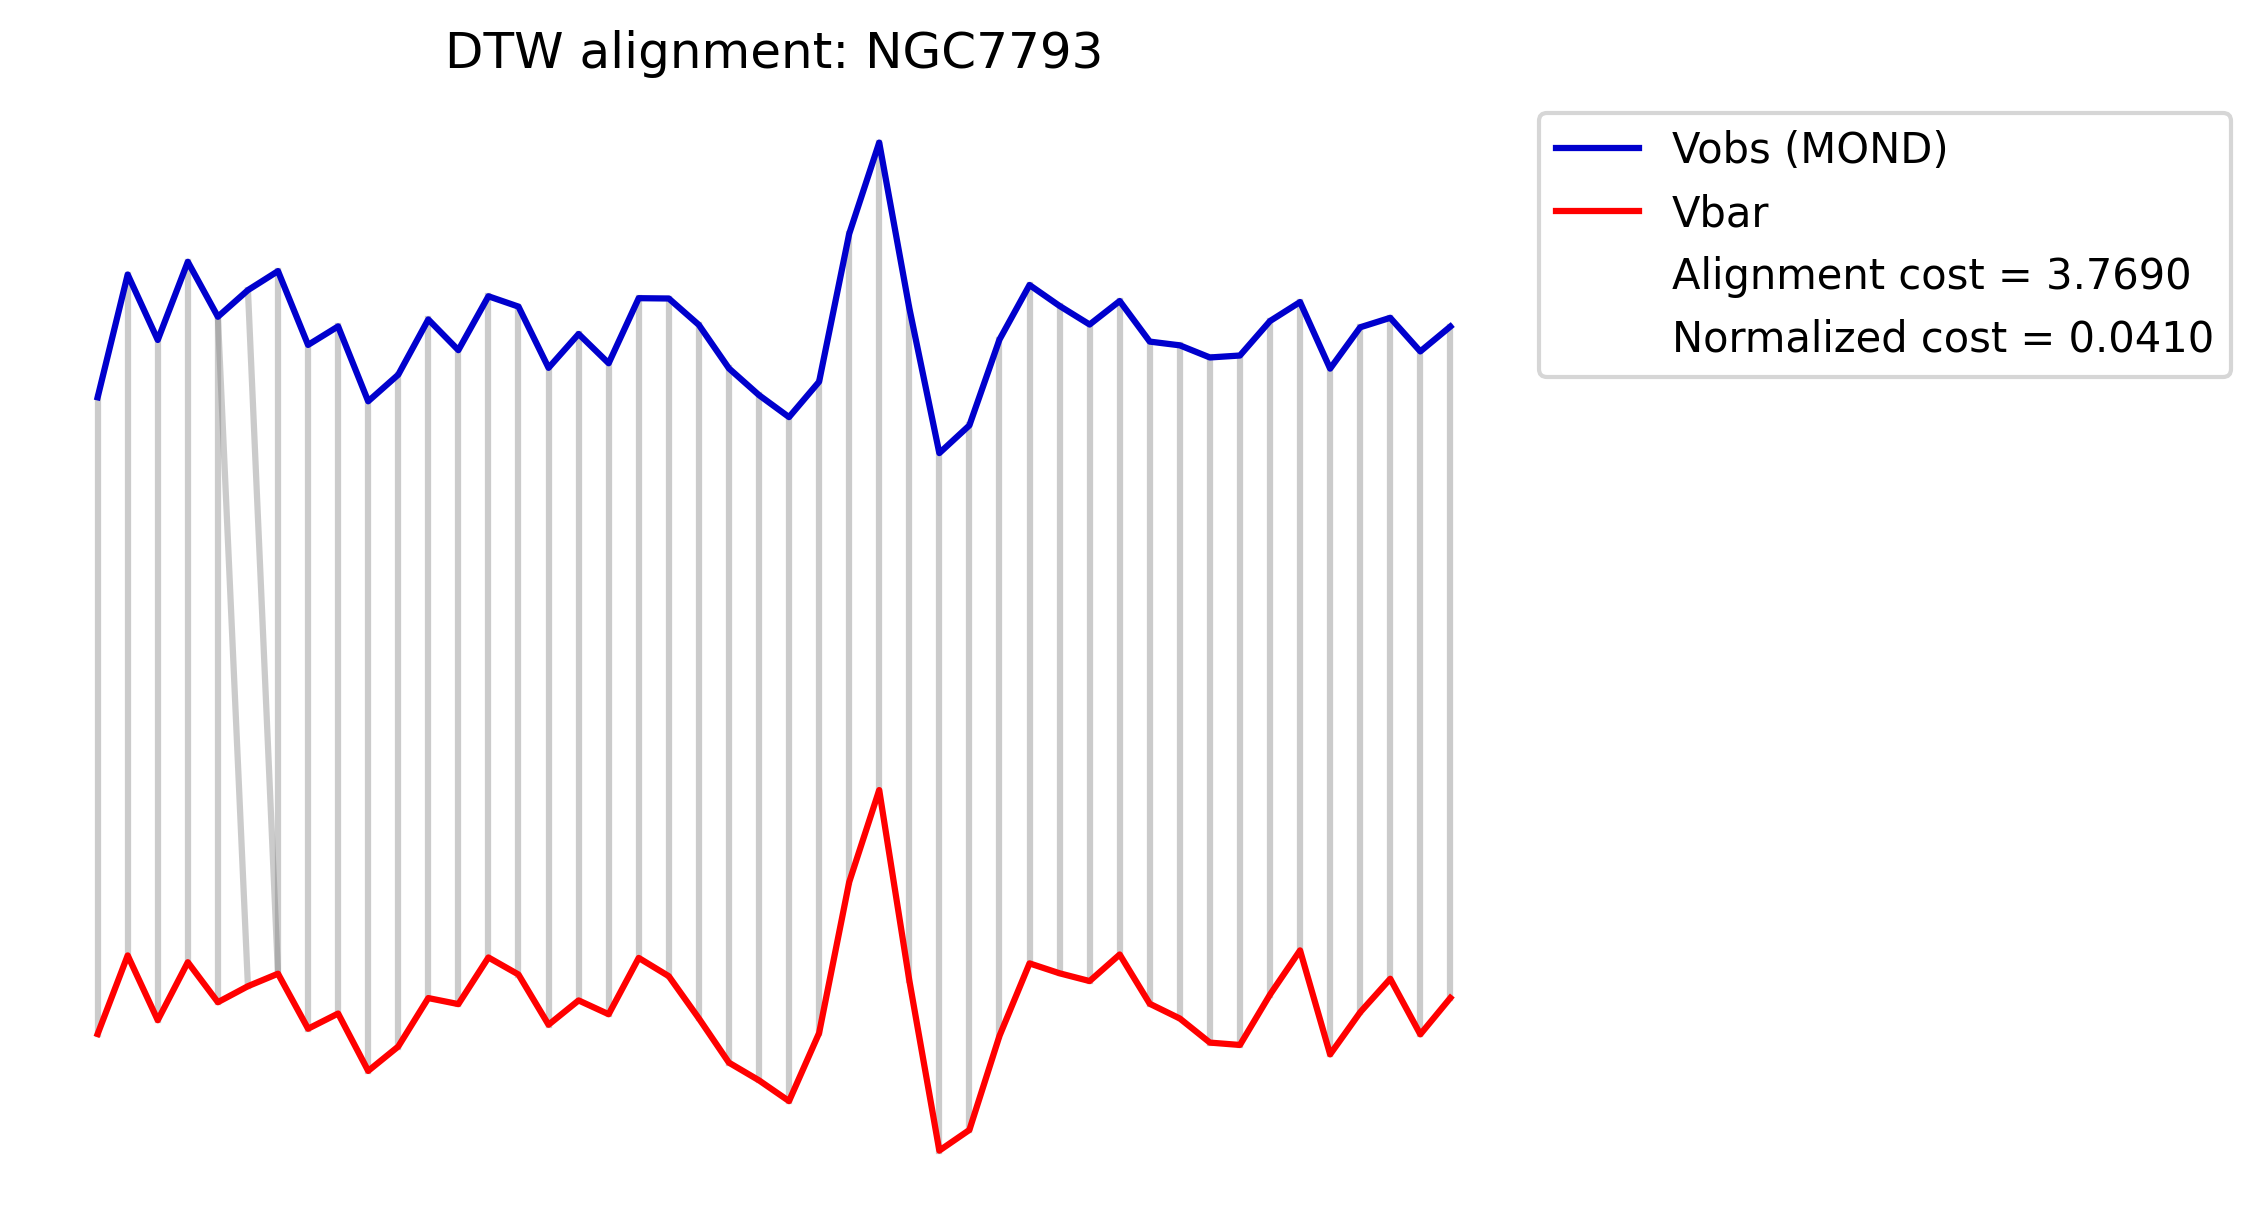 DTW alignment: NGC7793
Vobs (MOND)
Vbar
Alignment cost = 3.7690
Normalized cost = 0.0410